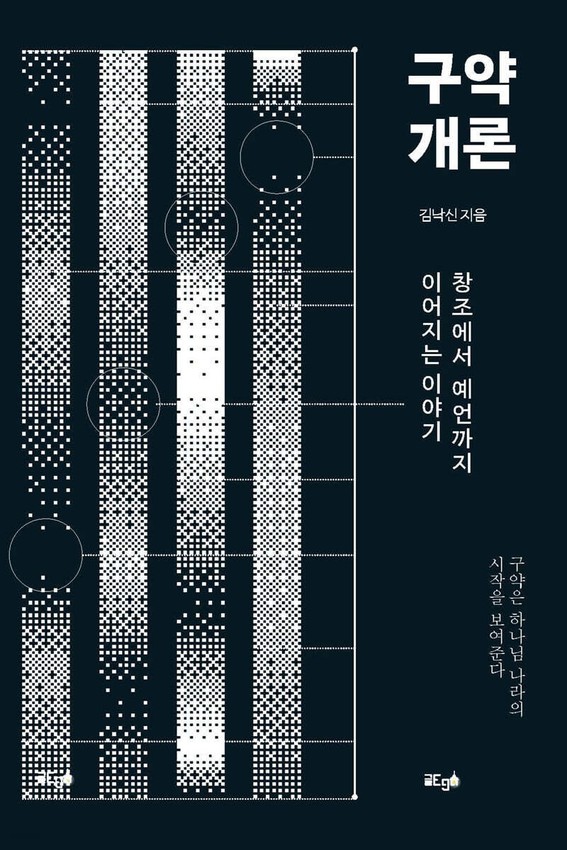 구약
개론
김낙신 지음
창조에서 예언까지
이어지는 이야기
구약은 하나님 나라의
시작을 보여준다